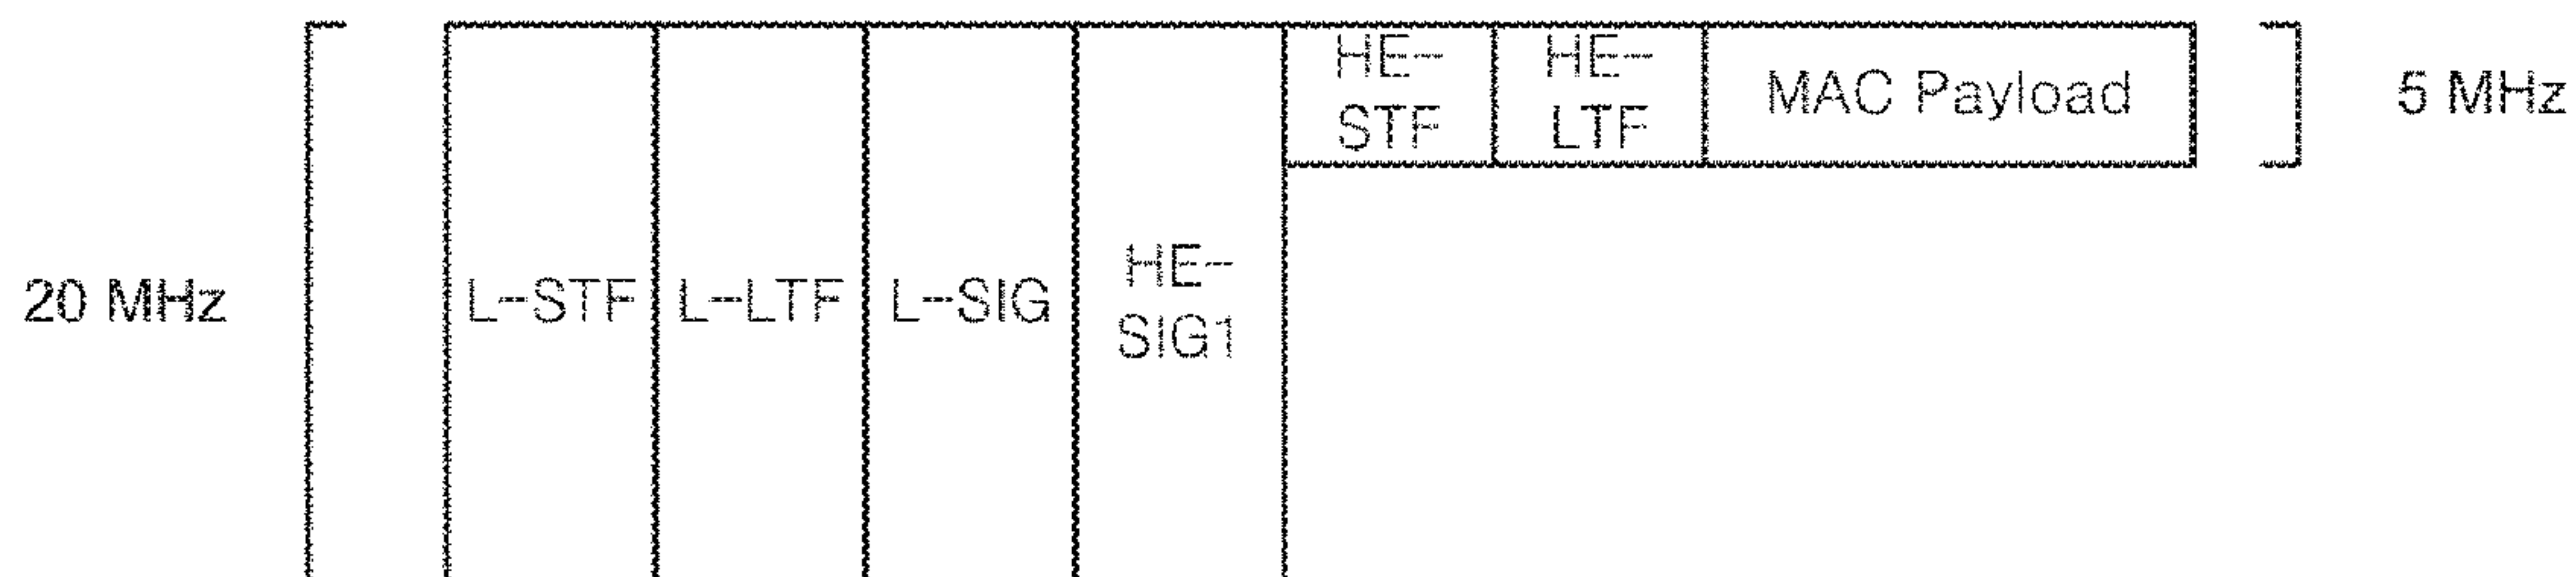 20 MHz
L-STF
L-LTF
L-SIG
HE-
SIG1
HE-
STF
HE-
LTF
MAC Payload
5 MHz